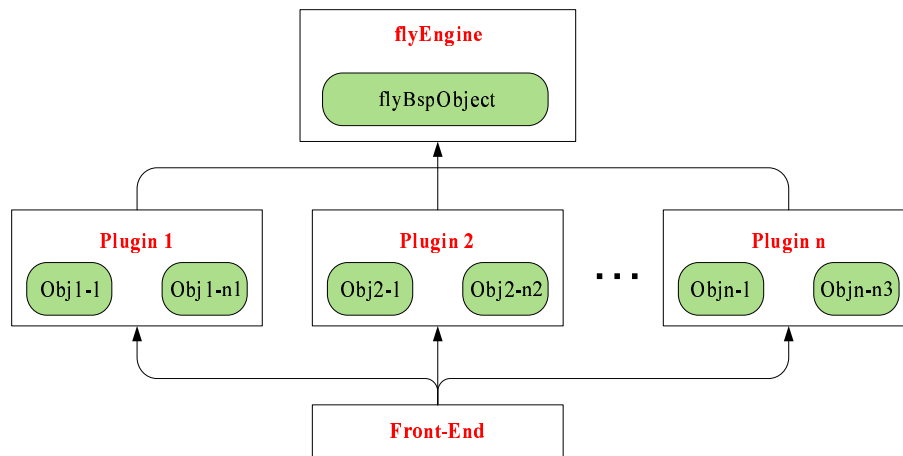 flyEngine
flyBspObject
Plugin 1
Plugin 2
Plugin n
Obj1-1
Obj1-n1
Obj2-1
Obj2-n2
...
Objn-1
Objn-n3
Front-End